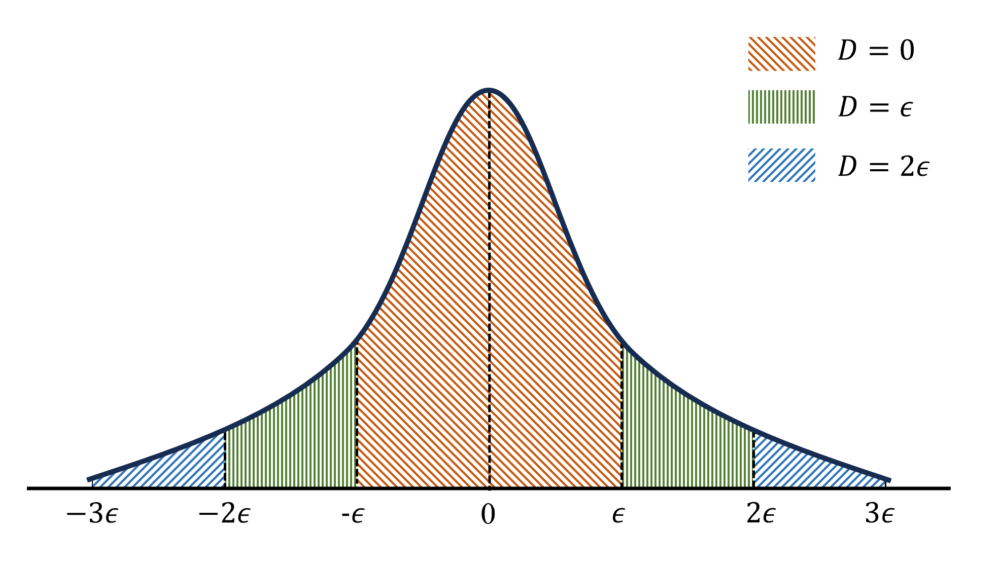 D = 0
D = ϵ
D = 2ϵ
−3ϵ −2ϵ -ϵ 0 ϵ 2ϵ 3ϵ